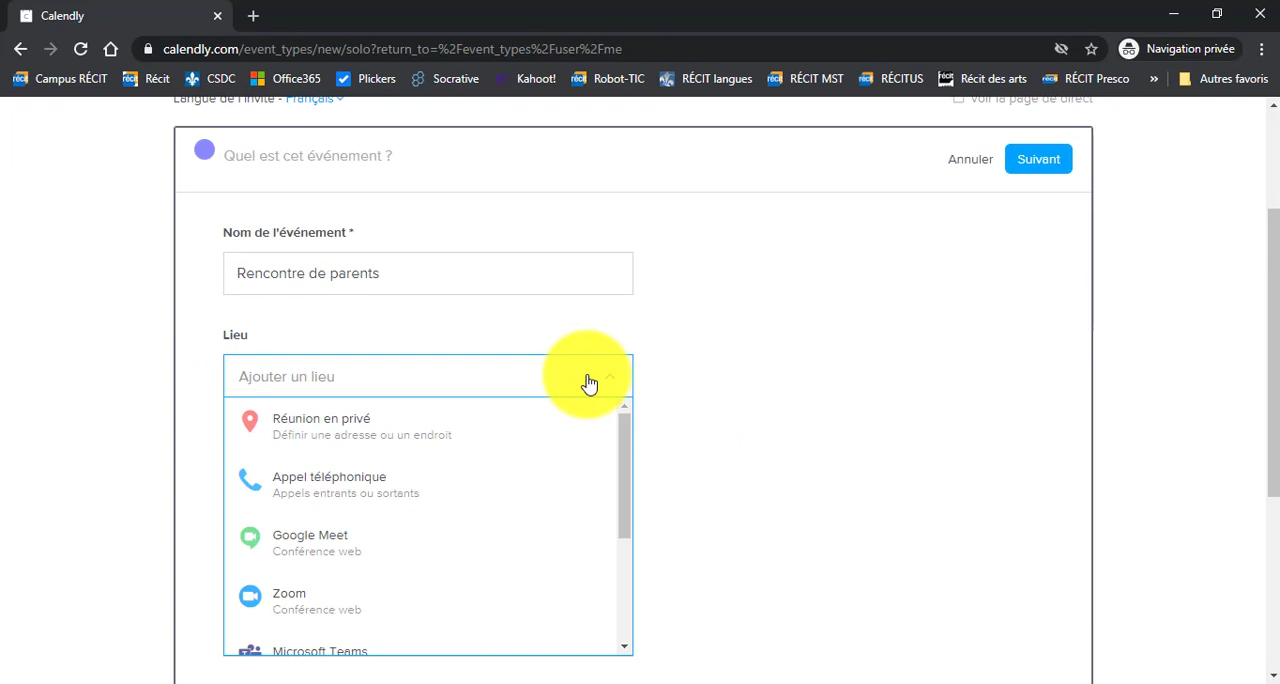 Calendly
calendly.com/event_types/new/solo?return_to=%2Fevent_types%2Fuser%2Fme
Navigation privée
Campus RÉCIT
Récit
CSDC
Office365
Plickers
Socrative
Kahoot!
Robot-TIC
RÉCIT langues
RÉCIT MST
RÉCITUS
Récit des arts
RÉCIT Presco
»
Autres favoris
Langue de l'invité - Français
Voir la page de direct
Quel est cet événement ?
Annuler
Suivant
Nom de l'événement *
Rencontre de parents
Lieu
Ajouter un lieu
Réunion en privé
Définir une adresse ou un endroit
Appel téléphonique
Appels entrants ou sortants
Google Meet
Conférence web
Zoom
Conférence web
Microsoft Teams